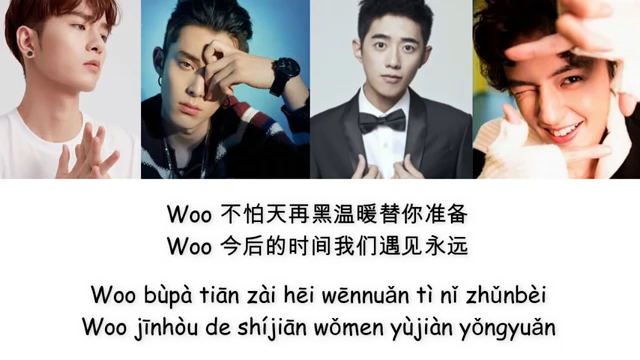 Woo 不怕天再黑温暖替你准备
Woo 今后的时间我们遇见永远
Woo bùpà tiān zài hēi wēnnuǎn tì nǐ zhǔnbèi
Woo jīnhòu de shíjiān wǒmen yùjiàn yǒngyuǎn